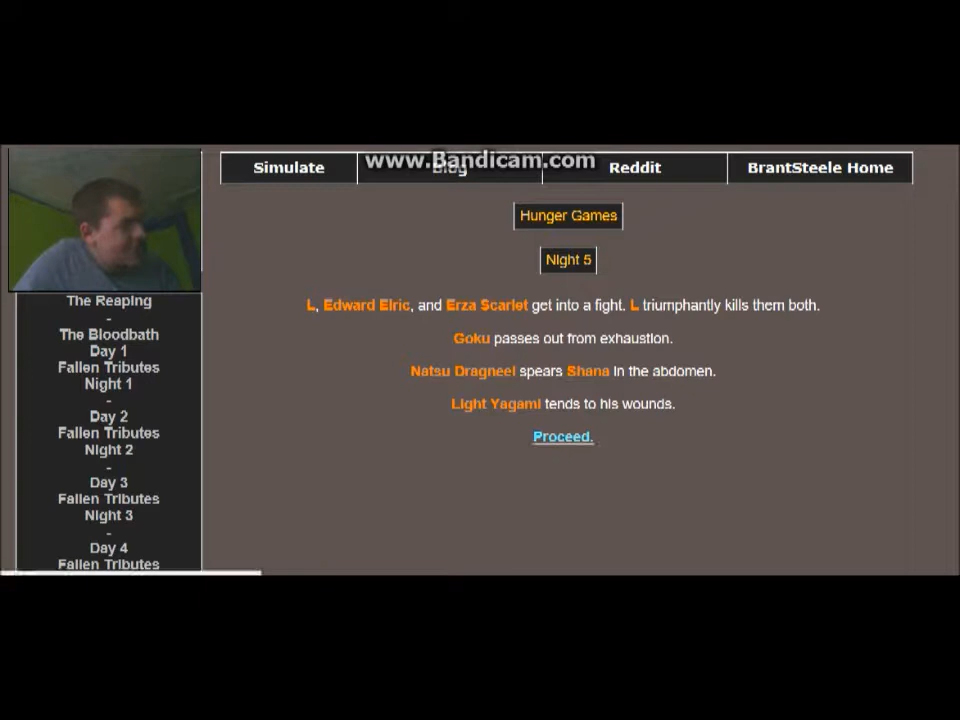 www.Bandicam.com
Simulate Blog Reddit BrantSteele Home
Hunger Games
Night 5
L, Edward Elric, and Erza Scarlet get into a fight. L triumphantly kills them both.
Goku passes out from exhaustion.
Natsu Dragneel spears Shana in the abdomen.
Light Yagami tends to his wounds.
Proceed.
The Reaping
-
The Bloodbath
Day 1
Fallen Tributes
Night 1
-
Day 2
Fallen Tributes
Night 2
-
Day 3
Fallen Tributes
Night 3
-
Day 4
Fallen Tributes